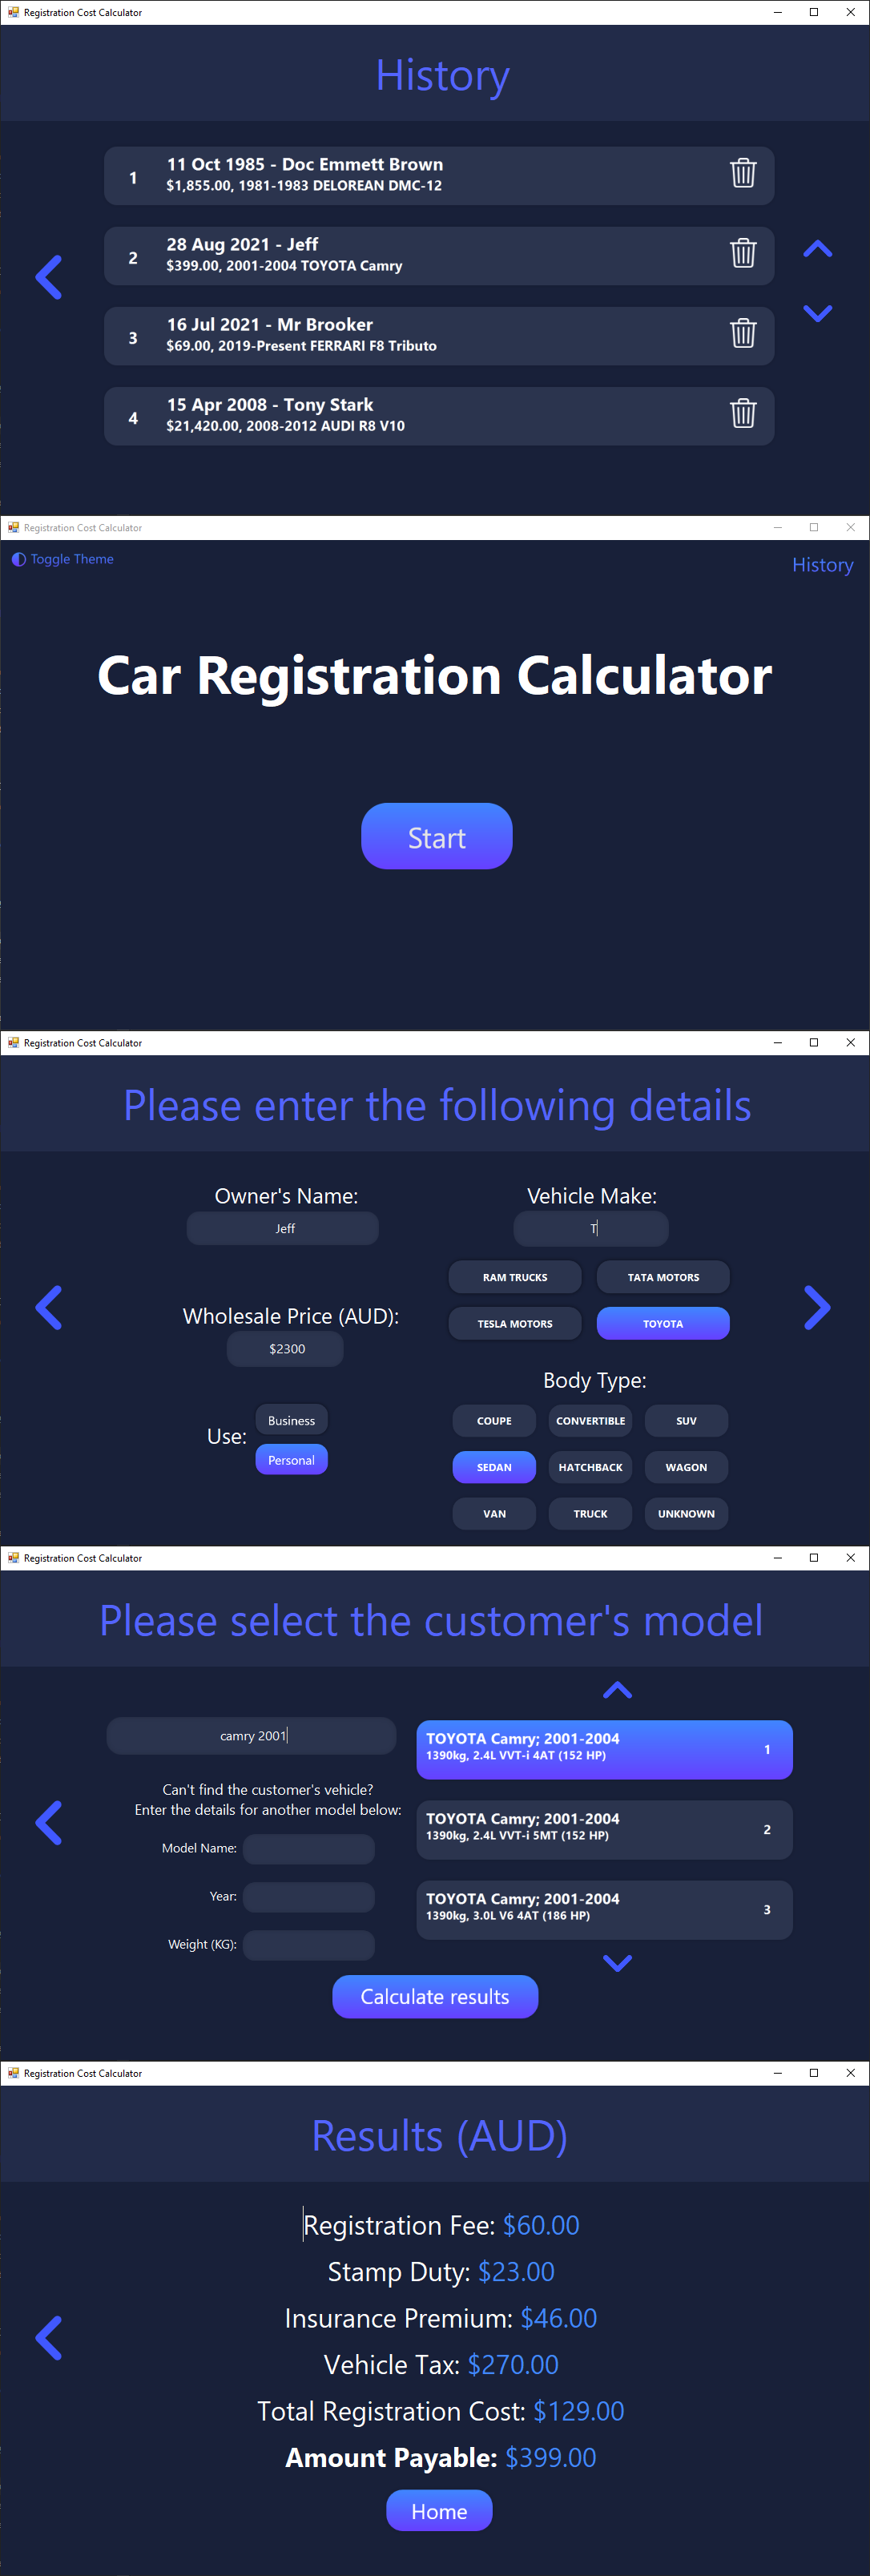 Registration Cost Calculator
History
1
11 Oct 1985 - Doc Emmett Brown
$1,855.00, 1981-1983 DELOREAN DMC-12
2
28 Aug 2021 - Jeff
$399.00, 2001-2004 TOYOTA Camry
3
16 Jul 2021 - Mr Brooker
$69.00, 2019-Present FERRARI F8 Tributo
4
15 Apr 2008 - Tony Stark
$21,420.00, 2008-2012 AUDI R8 V10
Registration Cost Calculator
Toggle Theme
History
Car Registration Calculator
Start
Registration Cost Calculator
Please enter the following details
Owner's Name:
Jeff
Wholesale Price (AUD):
$2300
Use:
Business
Personal
Vehicle Make:
T
RAM TRUCKS
TATA MOTORS
TESLA MOTORS
TOYOTA
Body Type:
COUPE
CONVERTIBLE
SUV
SEDAN
HATCHBACK
WAGON
VAN
TRUCK
UNKNOWN
Registration Cost Calculator
Please select the customer's model
camry 2001
Can't find the customer's vehicle?
Enter the details for another model below:
Model Name:
Year:
Weight (KG):
TOYOTA Camry; 2001-2004
1390kg, 2.4L VVT-i 4AT (152 HP)
1
TOYOTA Camry; 2001-2004
1390kg, 2.4L VVT-i 5MT (152 HP)
2
TOYOTA Camry; 2001-2004
1390kg, 3.0L V6 4AT (186 HP)
3
Calculate results
Registration Cost Calculator
Results (AUD)
Registration Fee: $60.00
Stamp Duty: $23.00
Insurance Premium: $46.00
Vehicle Tax: $270.00
Total Registration Cost: $129.00
Amount Payable: $399.00
Home